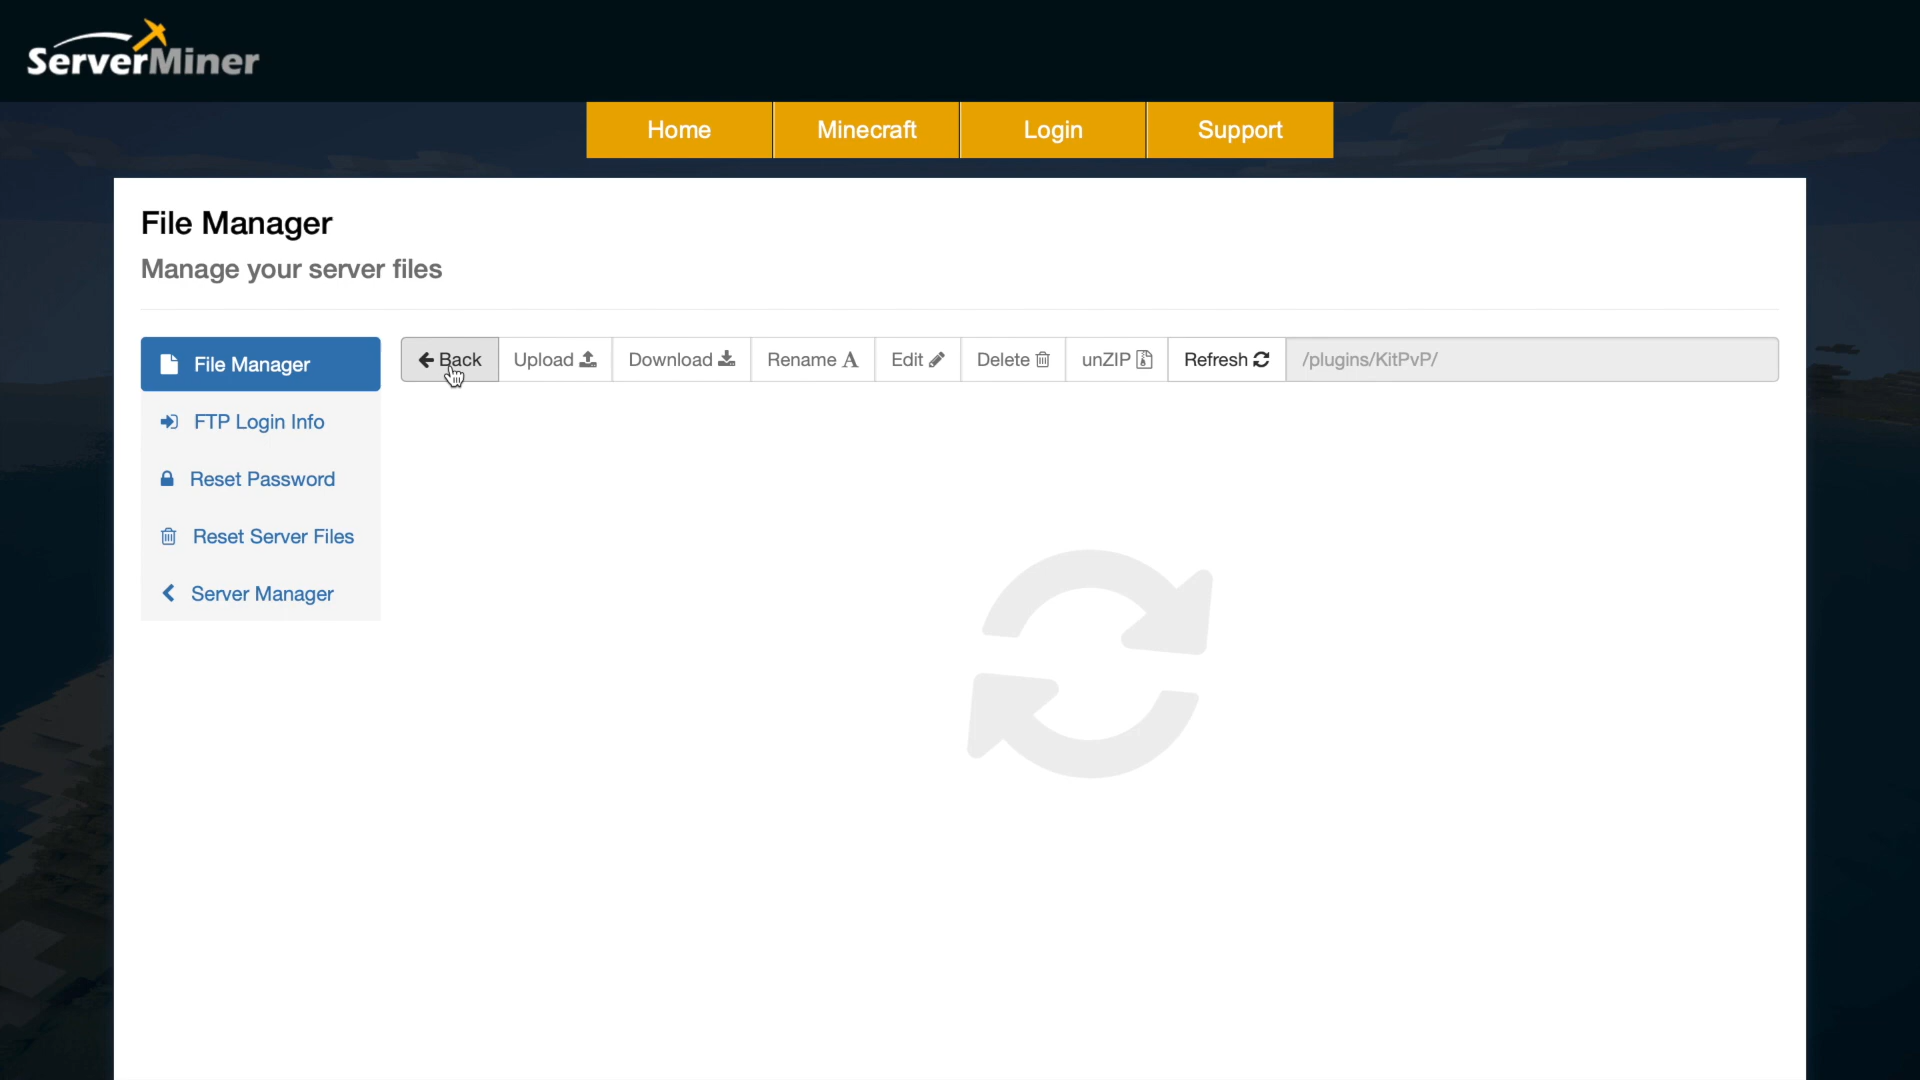 ServerMiner
Home Minecraft Login Support
File Manager
Manage your server files
File Manager
Back Upload Download Rename Edit Delete unZIP Refresh /plugins/KitPvP/
FTP Login Info
Reset Password
Reset Server Files
Server Manager